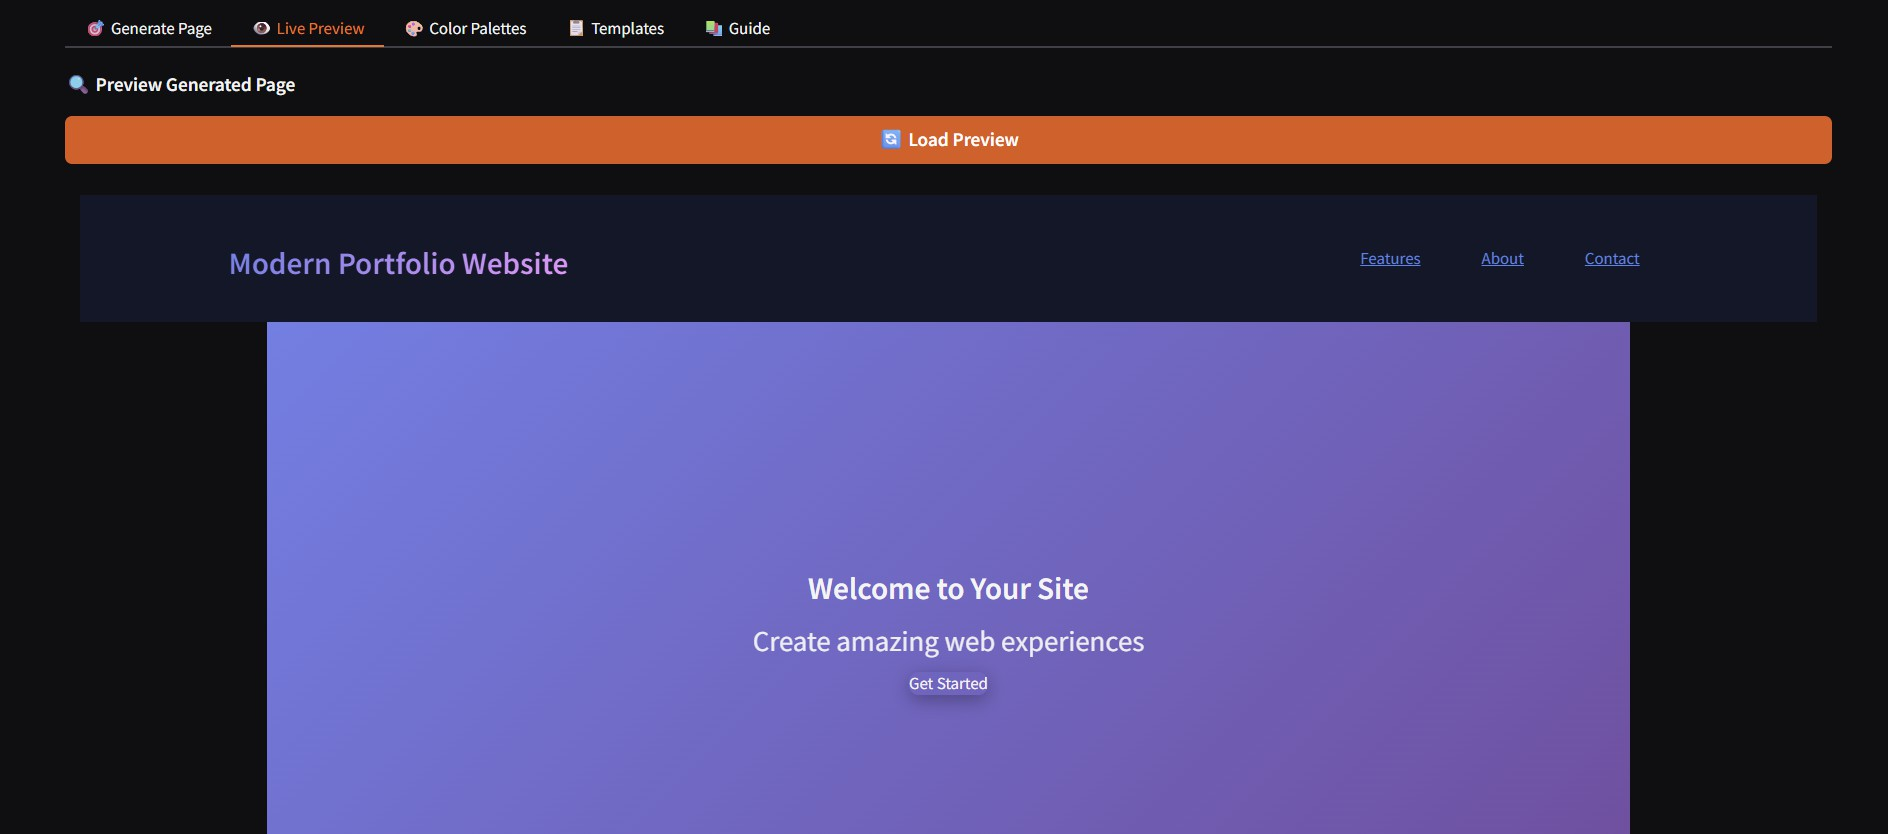 Generate Page Live Preview Color Palettes Templates Guide
Preview Generated Page
Load Preview
Modern Portfolio Website
Features About Contact
Welcome to Your Site
Create amazing web experiences
Get Started